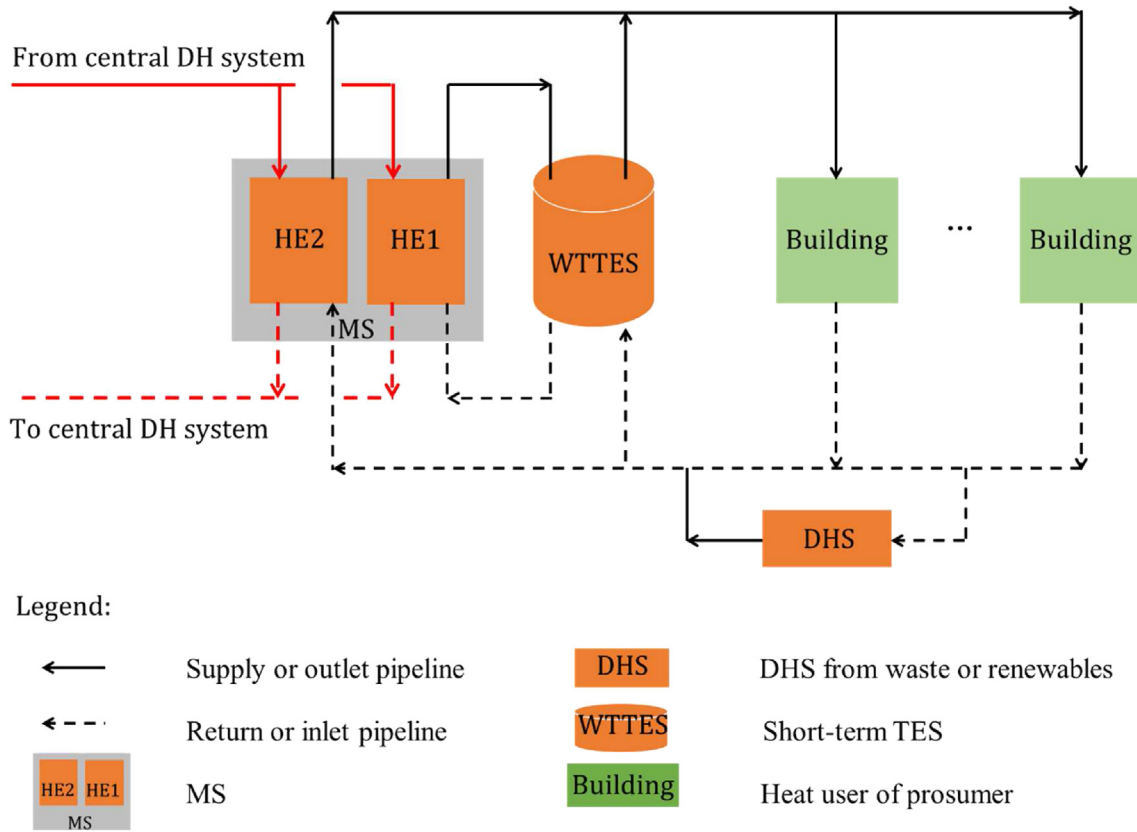 From central DH system
HE2
HE1
MS
WTTES
Building
...
Building
To central DH system
DHS
Legend:
Supply or outlet pipeline
DHS
DHS from waste or renewables
Return or inlet pipeline
WTTES
Short-term TES
HE2
HE1
MS
MS
Building
Heat user of prosumer